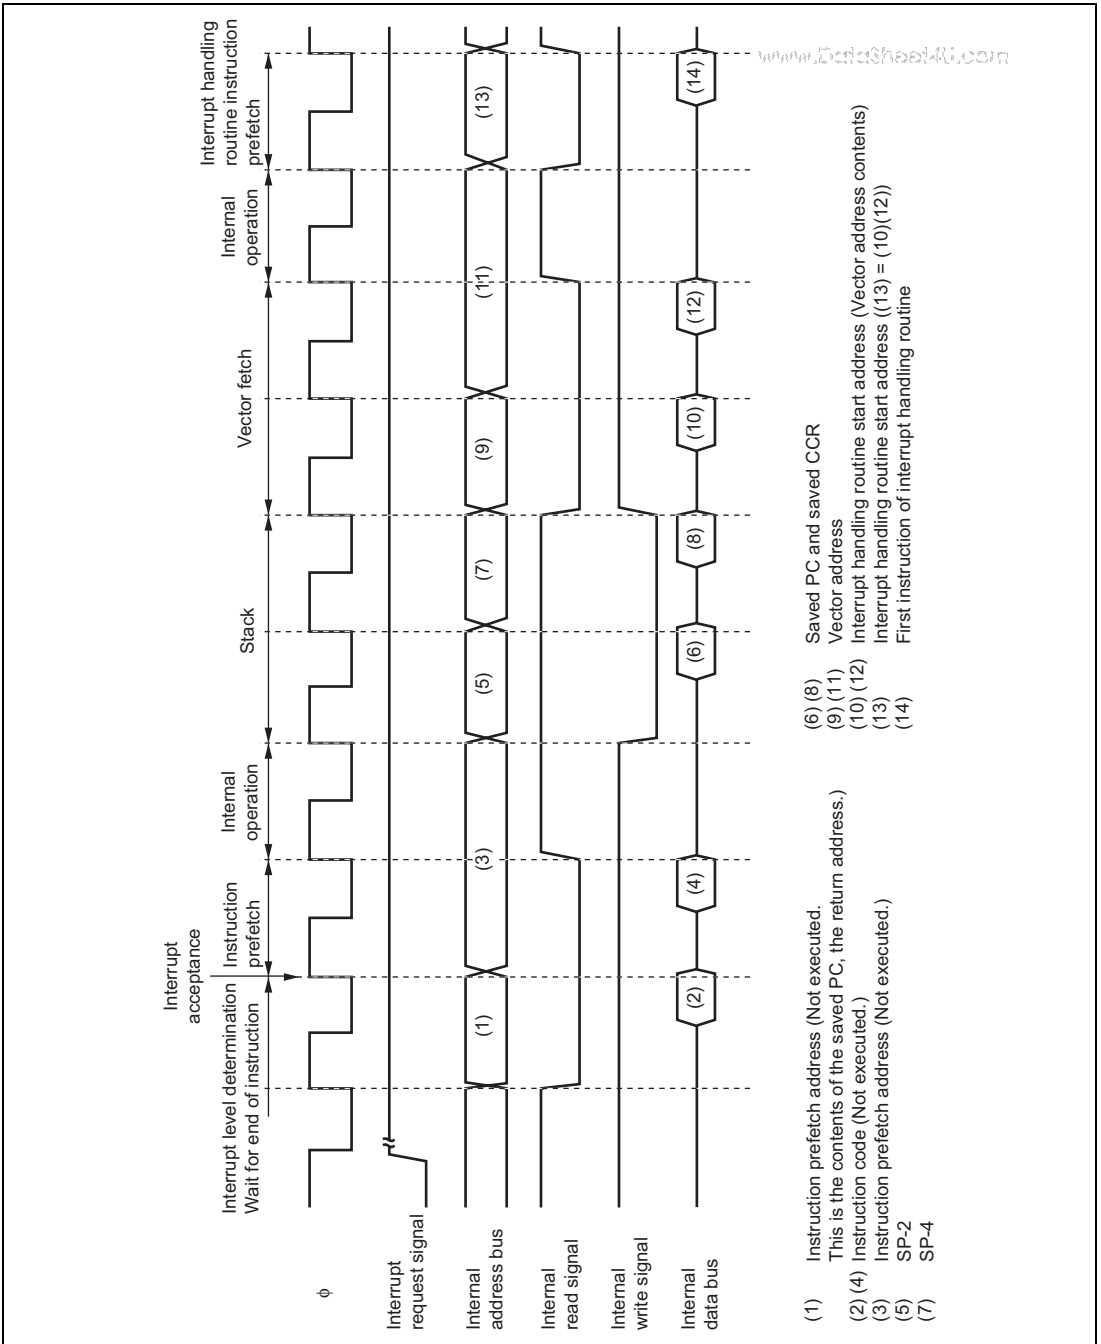 www.DataSheet4U.com
Interrupt level determination
Wait for end of instruction
Interrupt
acceptance
Instruction
prefetch
Internal
operation
Stack
Vector fetch
Internal
operation
Interrupt handling
routine instruction
prefetch
φ
Interrupt
request signal
Internal
address bus
(1)
(3)
(5)
(7)
(9)
(11)
(13)
Internal
read signal
Internal
write signal
Internal
data bus
(2)
(4)
(6)
(8)
(10)
(12)
(14)
(1) Instruction prefetch address (Not executed.
This is the contents of the saved PC, the return address.)
(2) (4) Instruction code (Not executed.)
(3) Instruction prefetch address (Not executed.)
(5) SP-2
(7) SP-4
(6) (8) Saved PC and saved CCR
(9) (11) Vector address
(10) (12) Interrupt handling routine start address (Vector address contents)
(13) Interrupt handling routine start address ((13) = (10)(12))
(14) First instruction of interrupt handling routine